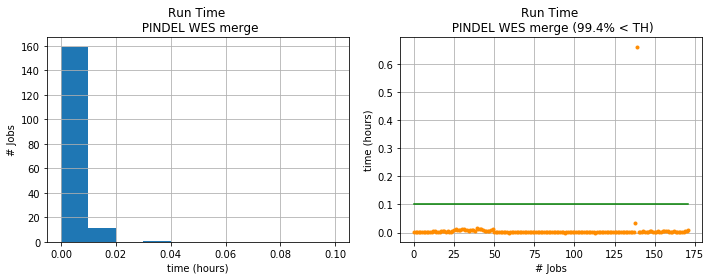 Run Time
PINDEL WES merge
# Jobs
160
140
120
100
80
60
40
20
0
0.00 0.02 0.04 0.06 0.08 0.10
time (hours)
Run Time
PINDEL WES merge (99.4% < TH)
time (hours)
0.6
0.5
0.4
0.3
0.2
0.1
0.0
0 25 50 75 100 125 150 175
# Jobs